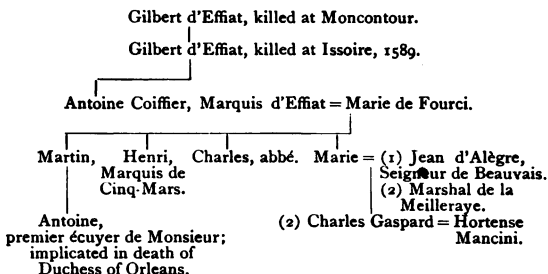 Gilbert d'Effiat, killed at Moncontour.
Gilbert d'Effiat, killed at Issoire, 1589.
Antoine Coiffier, Marquis d'Effiat = Marie de Fourci.
Martin, Henri, Charles, abbé. Marie = (1) Jean d'Alègre,
Marquis de Seigneur de Beauvais.
Cinq-Mars. (2) Marshal de la
Meilleraye.
Antoine, (2) Charles Gaspard = Hortense
premier écuyer de Monsieur; Mancini.
implicated in death of
Duchess of Orleans.